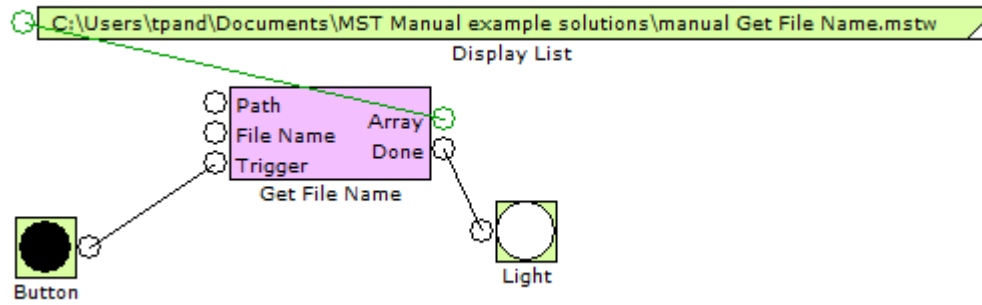 C:\Users\tpand\Documents\MST Manual example solutions\manual Get File Name.mstw
Display List
Path
Array
File Name
Done
Trigger
Get File Name
Light
Button